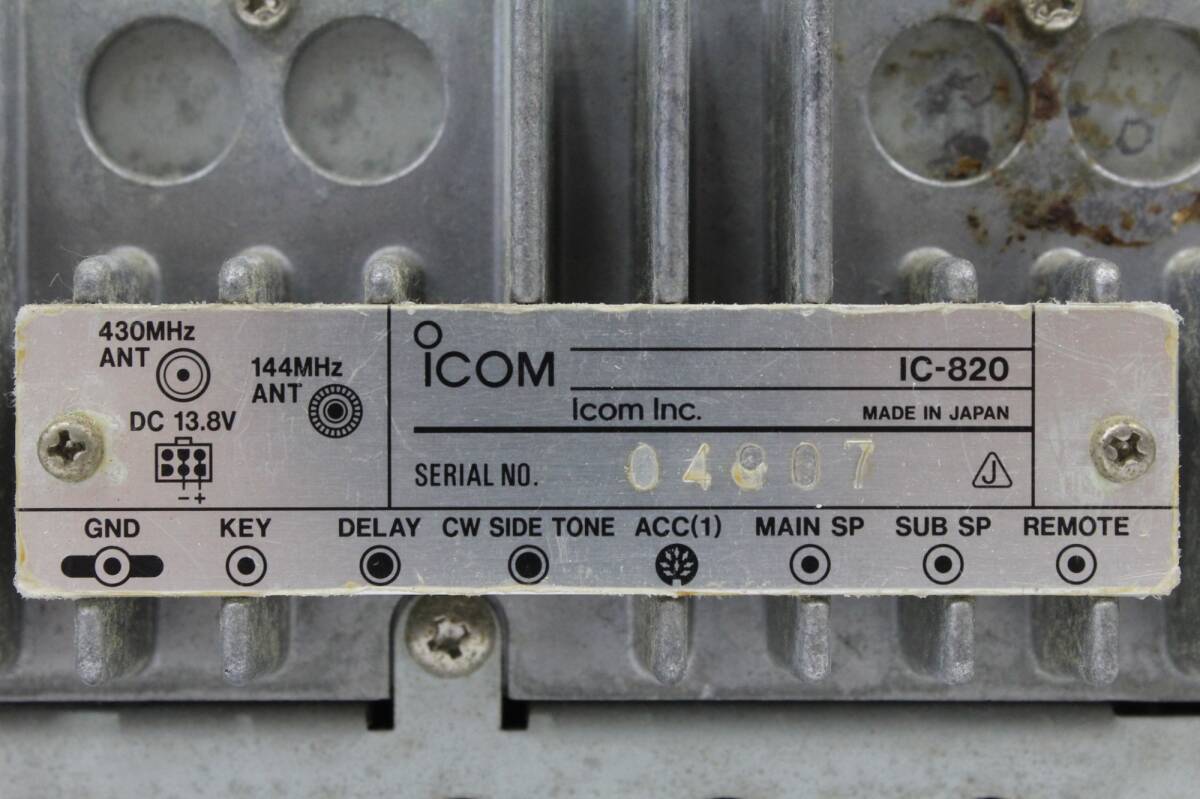 430MHz
ANT
144MHz
ANT
DC 13.8V
− +
ICOM
IC-820
Icom Inc.
MADE IN JAPAN
SERIAL NO.
J
GND KEY DELAY CW SIDE TONE ACC(1) MAIN SP SUB SP REMOTE